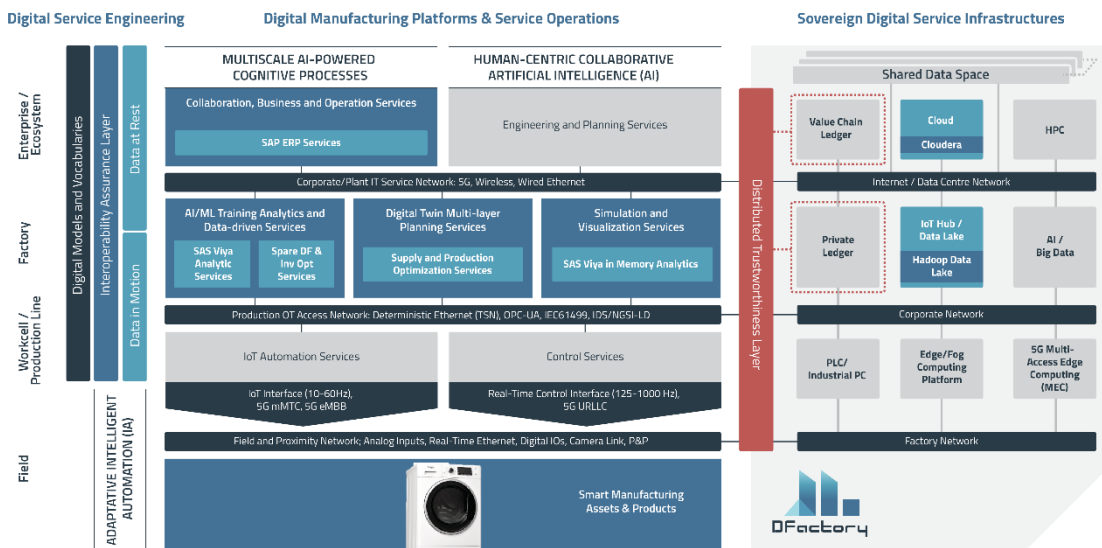 Digital Service Engineering
Digital Manufacturing Platforms & Service Operations
Sovereign Digital Service Infrastructures
Enterprise /
Ecosystem
Factory
Workcell /
Production Line
Field
Digital Models and Vocabularies
Interoperability Assurance Layer
Data at Rest
Data in Motion
ADAPTATIVE INTELLIGENT
AUTOMATION (IA)
MULTISCALE AI-POWERED
COGNITIVE PROCESSES
HUMAN-CENTRIC COLLABORATIVE
ARTIFICIAL INTELLIGENCE (AI)
Collaboration, Business and Operation Services
SAP ERP Services
Engineering and Planning Services
Corporate/Plant IT Service Network: 5G, Wireless, Wired Ethernet
AI/ML Training Analytics and
Data-driven Services
SAS Viya
Analytic
Services
Spare DF &
Inv Opt
Services
Digital Twin Multi-layer
Planning Services
Supply and Production
Optimization Services
Simulation and
Visualization Services
SAS Viya in Memory Analytics
Production OT Access Network: Deterministic Ethernet (TSN), OPC-UA, IEC61499, IDS/NGSI-LD
IoT Automation Services
Control Services
IoT Interface (10-60Hz),
5G mMTC, 5G eMBB
Real-Time Control Interface (125-1000 Hz),
5G URLLC
Field and Proximity Network; Analog Inputs, Real-Time Ethernet, Digital IOs, Camera Link, P&P
Smart Manufacturing
Assets & Products
Distributed Trustworthiness Layer
Shared Data Space
Value Chain
Ledger
Cloud
Cloudera
HPC
Internet / Data Centre Network
Private
Ledger
IoT Hub /
Data Lake
Hadoop Data
Lake
AI /
Big Data
Corporate Network
PLC/
Industrial PC
Edge/Fog
Computing
Platform
5G Multi-
Access Edge
Computing
(MEC)
Factory Network
DFactory